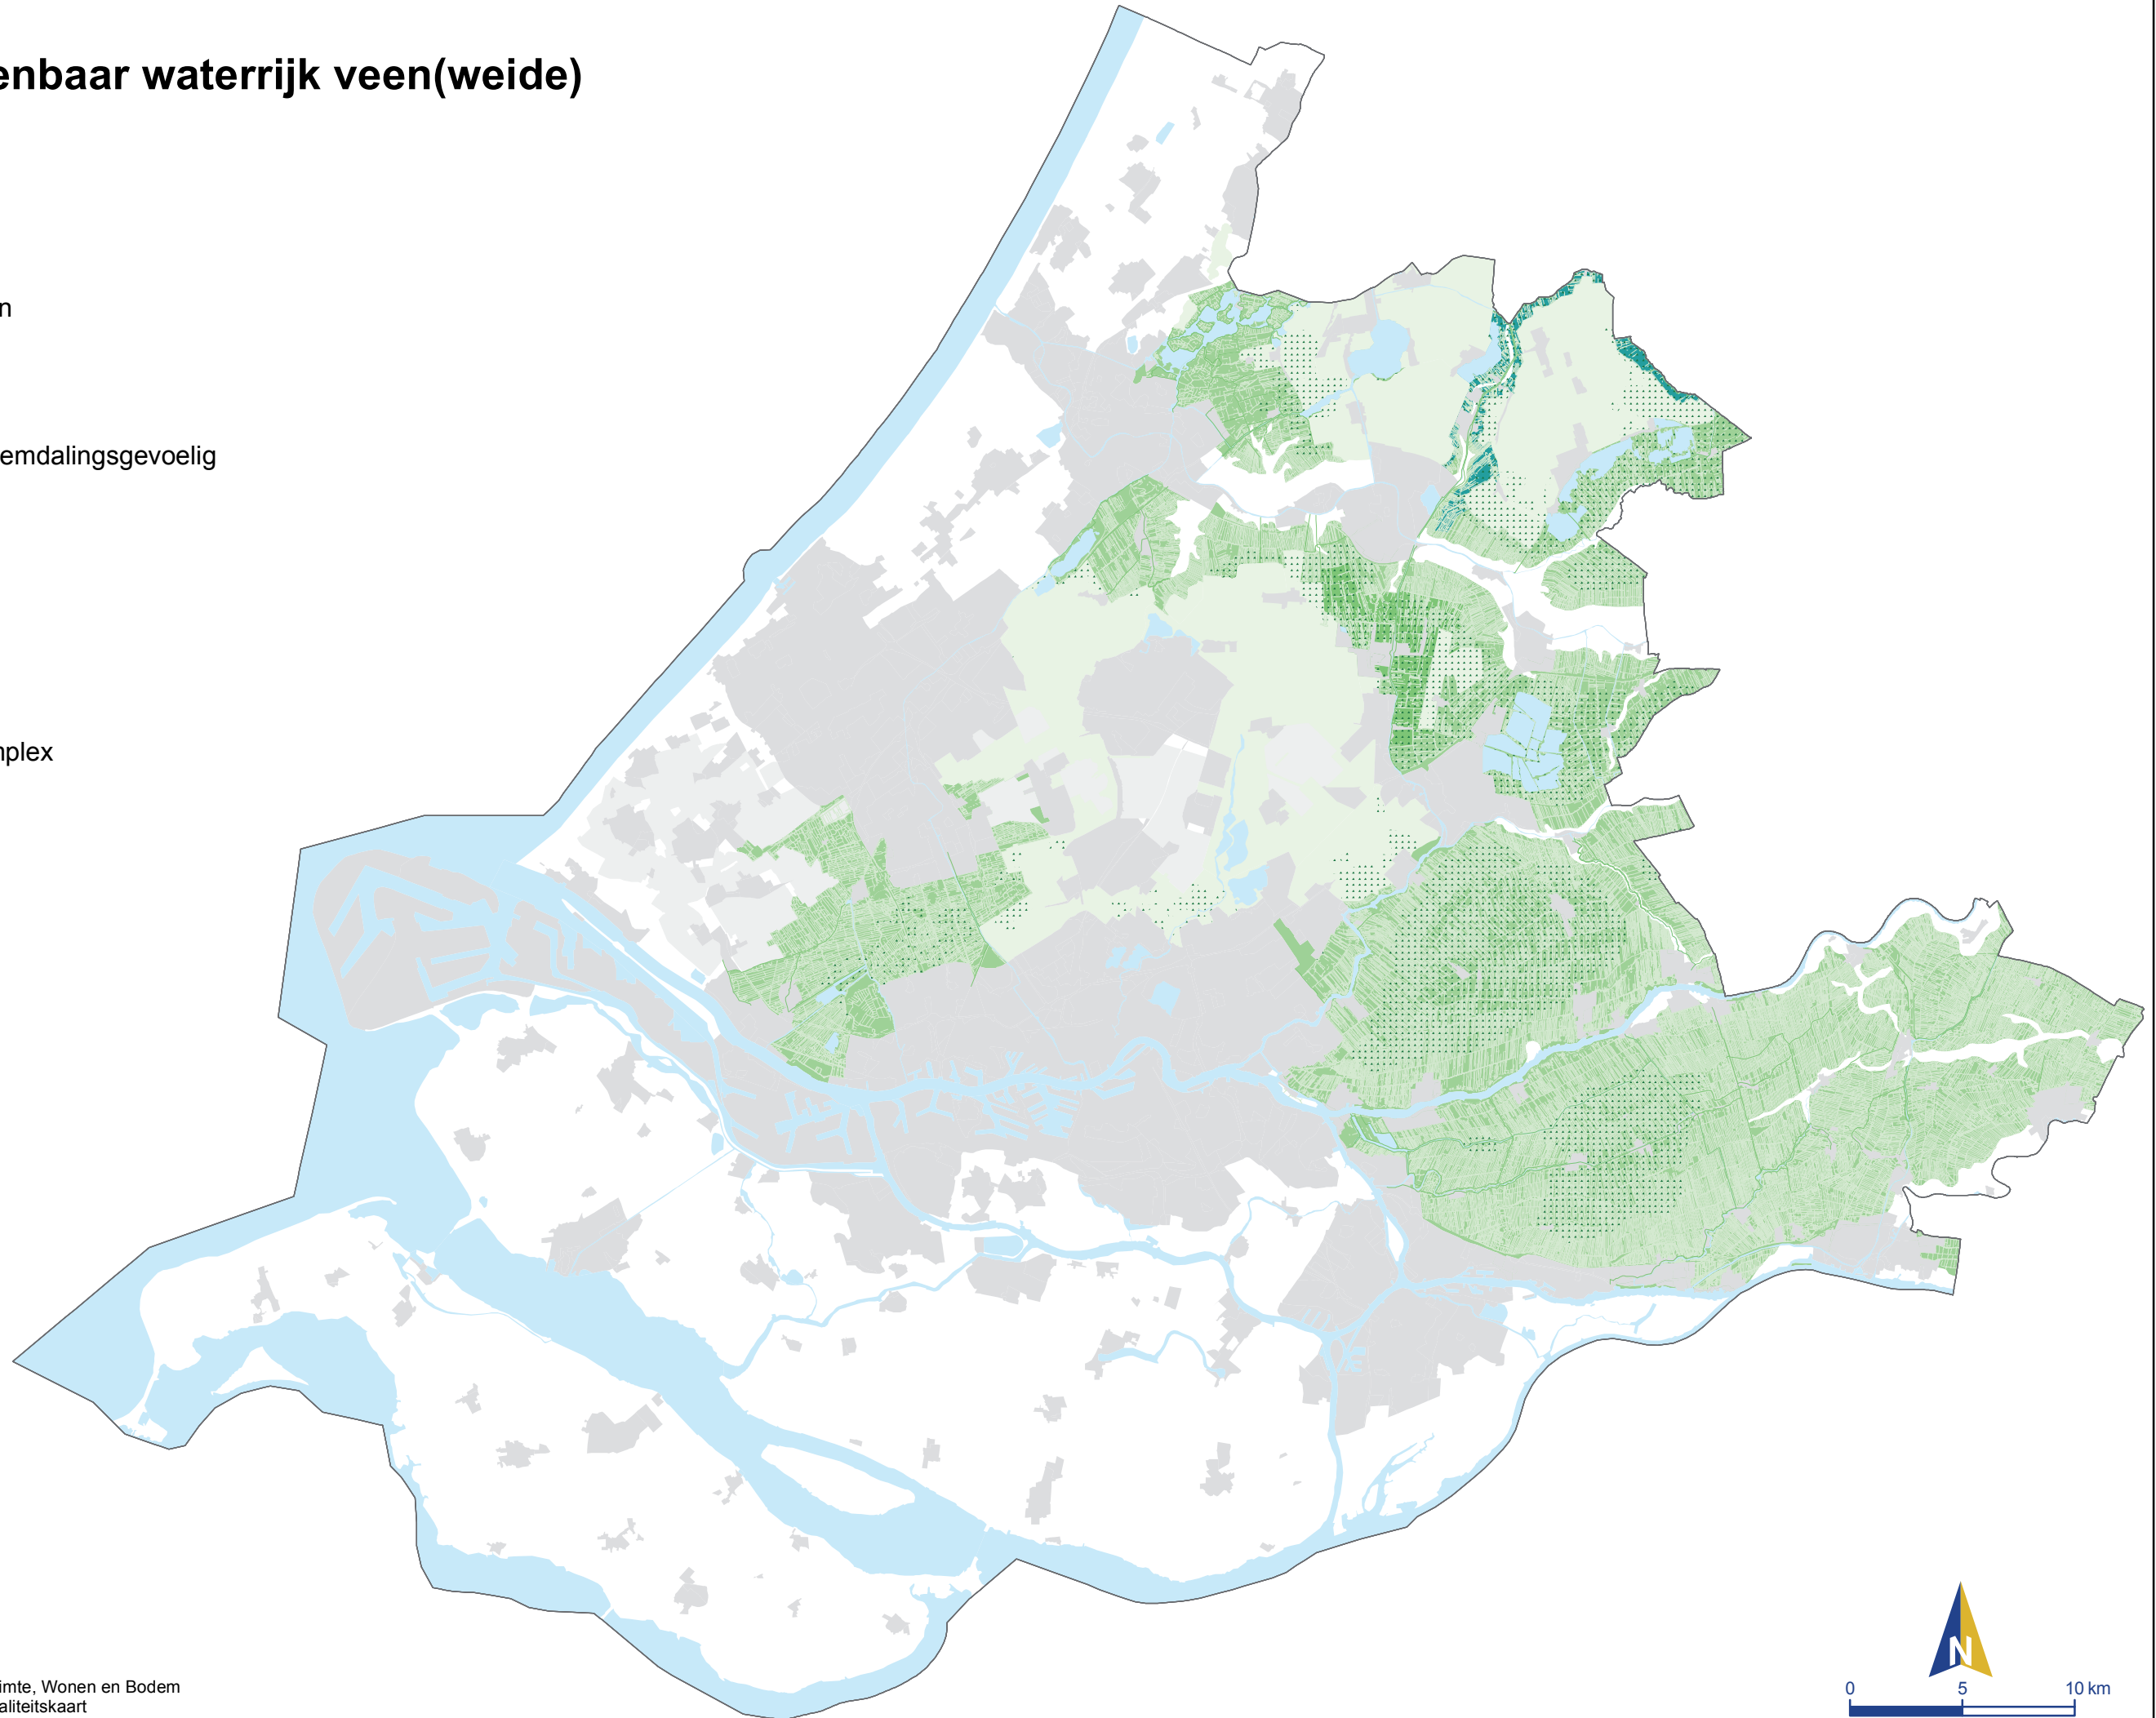 enbaar waterrijk veen(weide)
n
emdalingsgevoelig
nplex
imte, Wonen en Bodem
aliteitskaart
N
0 5 10 km